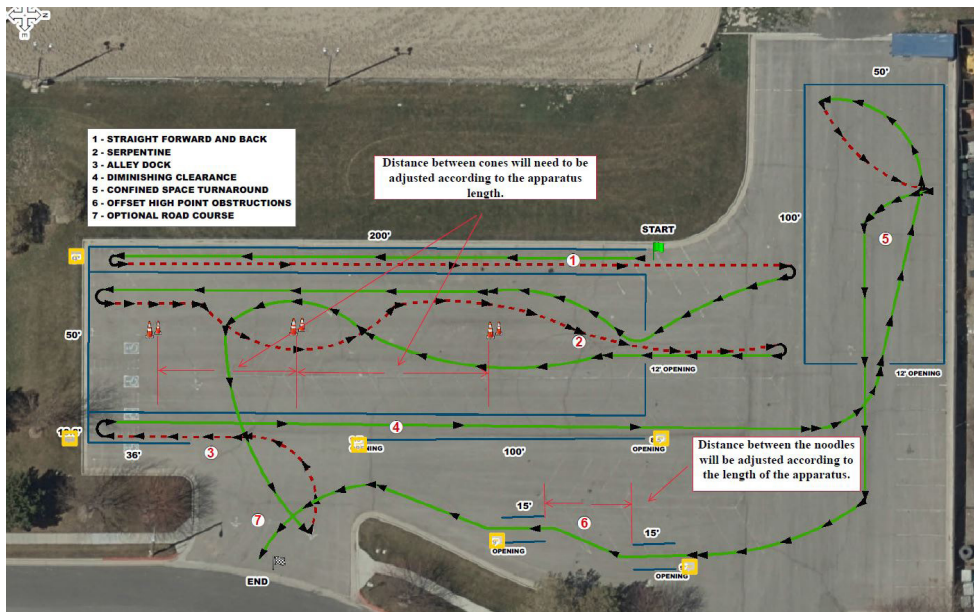 N
E
50'
1 - STRAIGHT FORWARD AND BACK
2 - SERPENTINE
3 - ALLEY DOCK
4 - DIMINISHING CLEARANCE
5 - CONFINED SPACE TURNAROUND
6 - OFFSET HIGH POINT OBSTRUCTIONS
7 - OPTIONAL ROAD COURSE
Distance between cones will need to be
adjusted according to the apparatus
length.
START
100'
200'
5
1
50'
2
12' OPENING
12' OPENING
4
36'
3
OPENING
100'
OPENING
Distance between the noodles
will be adjusted according to
the length of the apparatus.
15'
7
6
15'
OPENING
OPENING
END